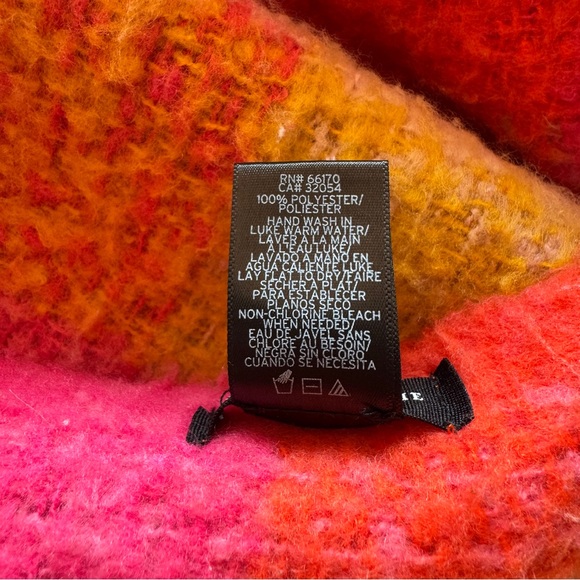 RN# 66170
CA# 32054
100% POLYESTER/
POLIESTER
HAND WASH IN
LUKE WARM WATER/
LAVER A LA MAIN
A L'EAU LUKE/
LAVADO A MANO EN
AGUA CALIENTE LUKE
LAY FLAT TO DRY/FAIRE
SECHER A PLAT/
PARA ESTABLECER
PLANOS SECO
NON-CHLORINE BLEACH
WHEN NEEDED/
EAU DE JAVEL SANS
CHLORE AU BESOIN/
NEGRA SIN CLORO
CUANDO SE NECESITA